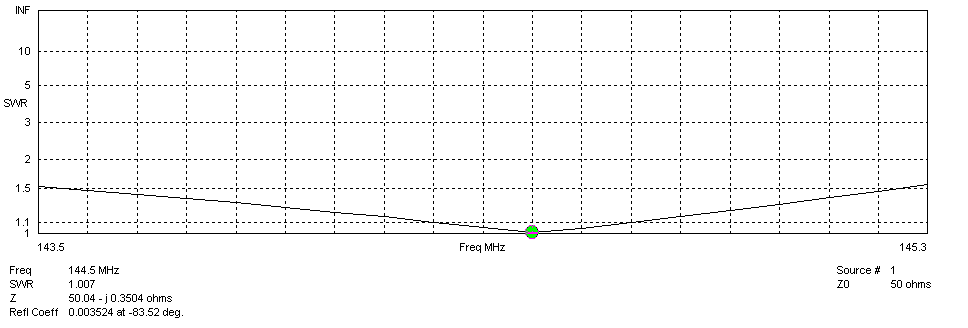 INF
10
5
SWR
3
2
1.5
1.1
1
143.5 Freq MHz 145.3
Freq 144.5 MHz Source # 1
SWR 1.007 Z0 50 ohms
Z 50.04 - j 0.3504 ohms
Refl Coeff 0.003524 at -83.52 deg.